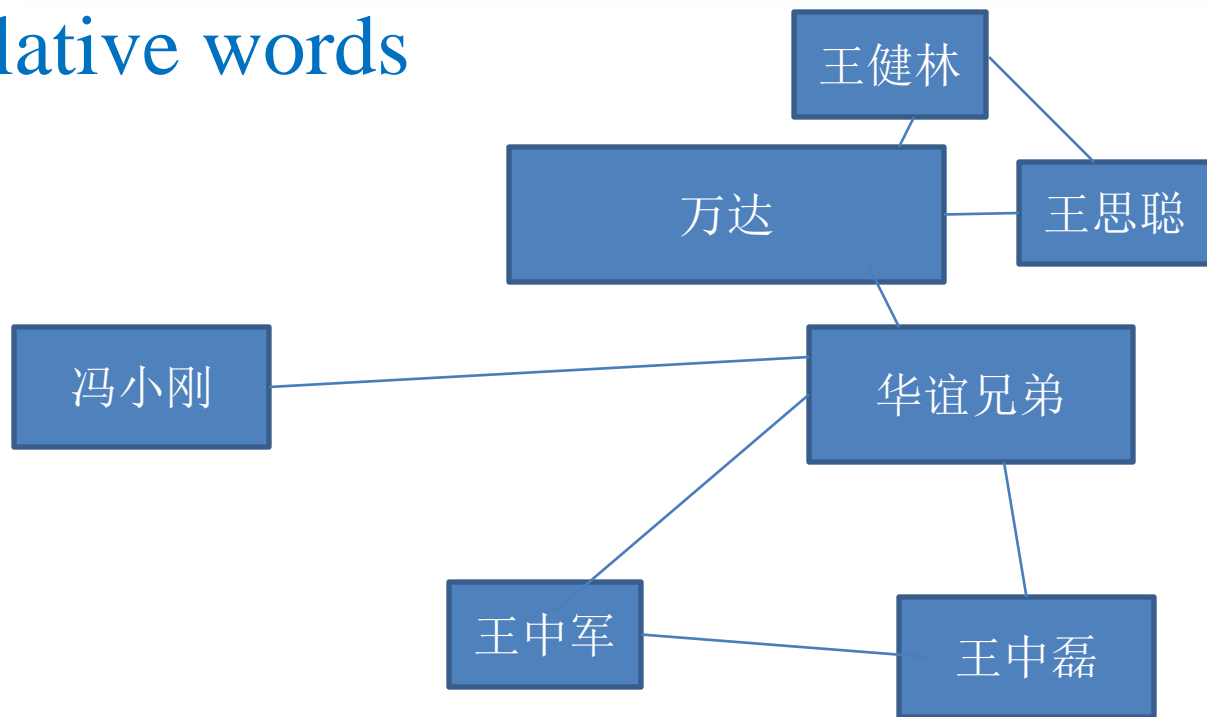 lative words
王健林
万达
王思聪
冯小刚
华谊兄弟
王中军
王中磊